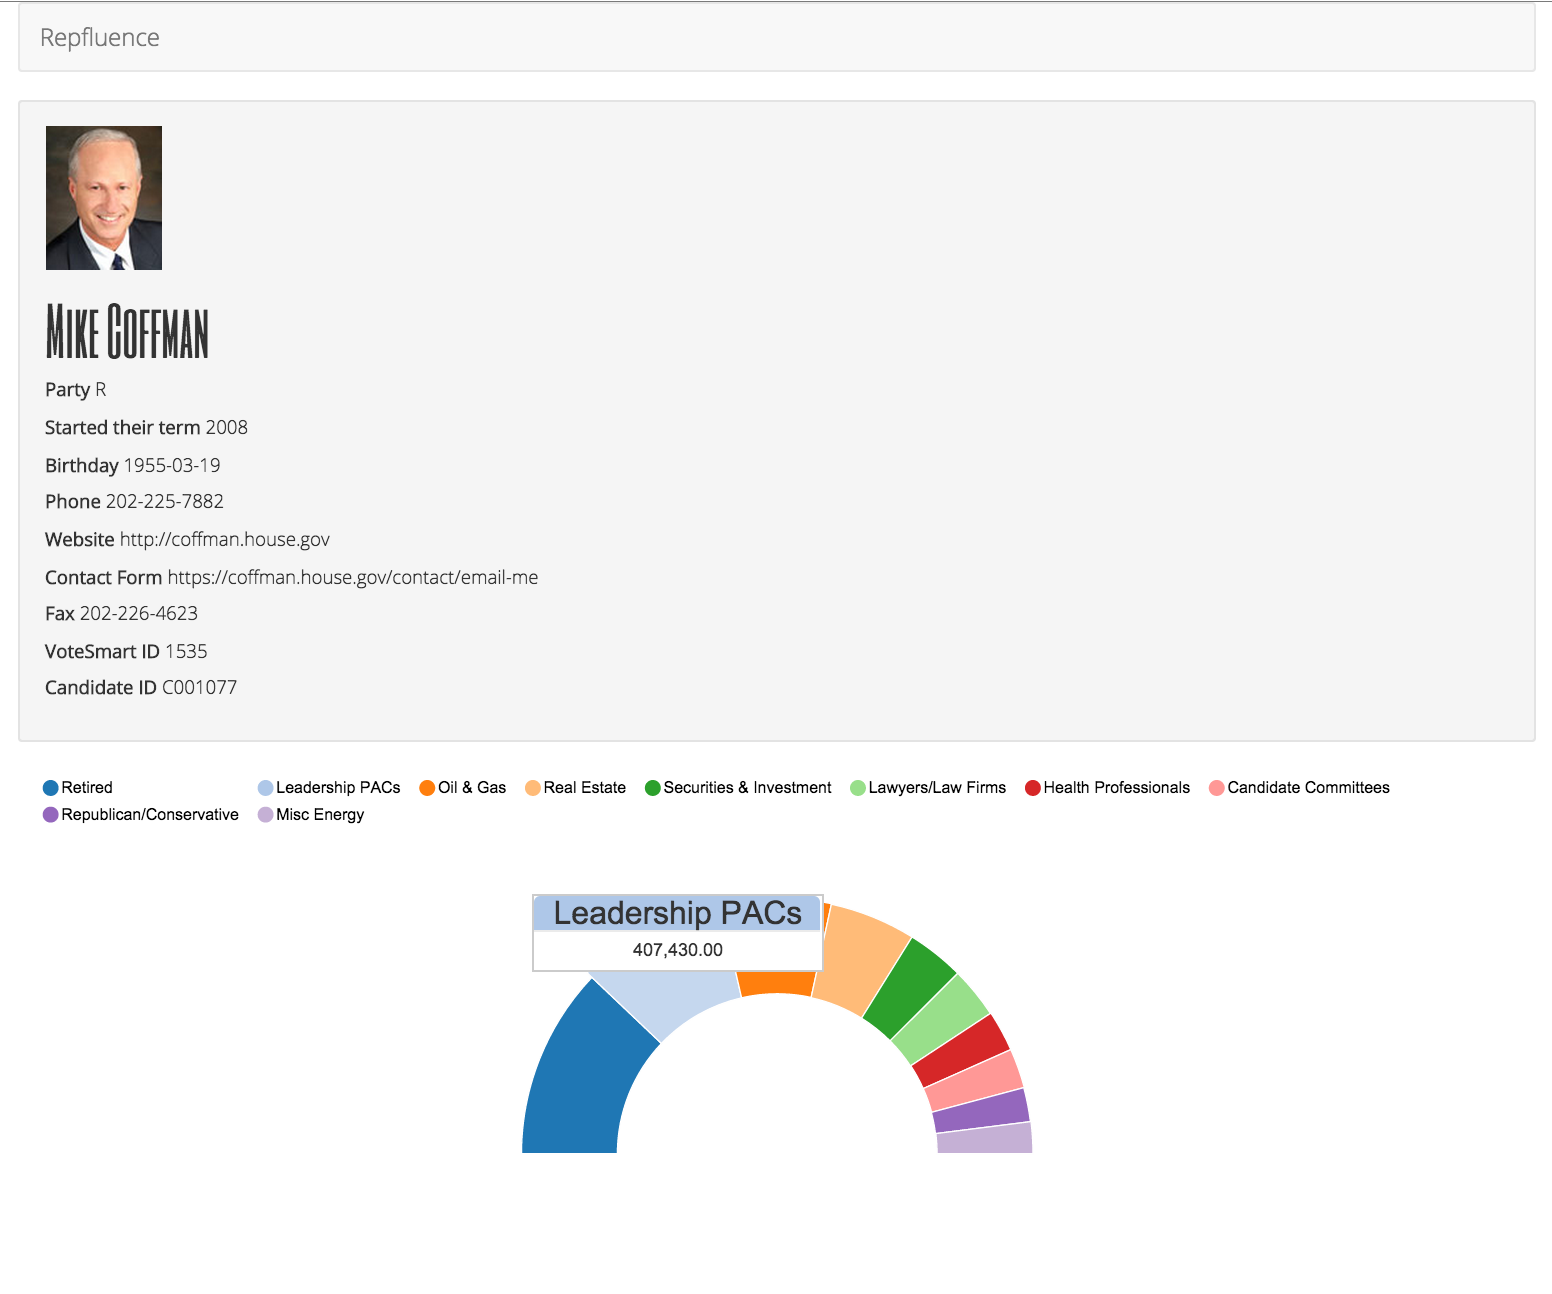 Repfluence
Mike Coffman
Party R
Started their term 2008
Birthday 1955-03-19
Phone 202-225-7882
Website http://coffman.house.gov
Contact Form https://coffman.house.gov/contact/email-me
Fax 202-226-4623
VoteSmart ID 1535
Candidate ID C001077
Retired Leadership PACs Oil & Gas Real Estate Securities & Investment Lawyers/Law Firms Health Professionals Candidate Committees
Republican/Conservative Misc Energy
Leadership PACs
407,430.00